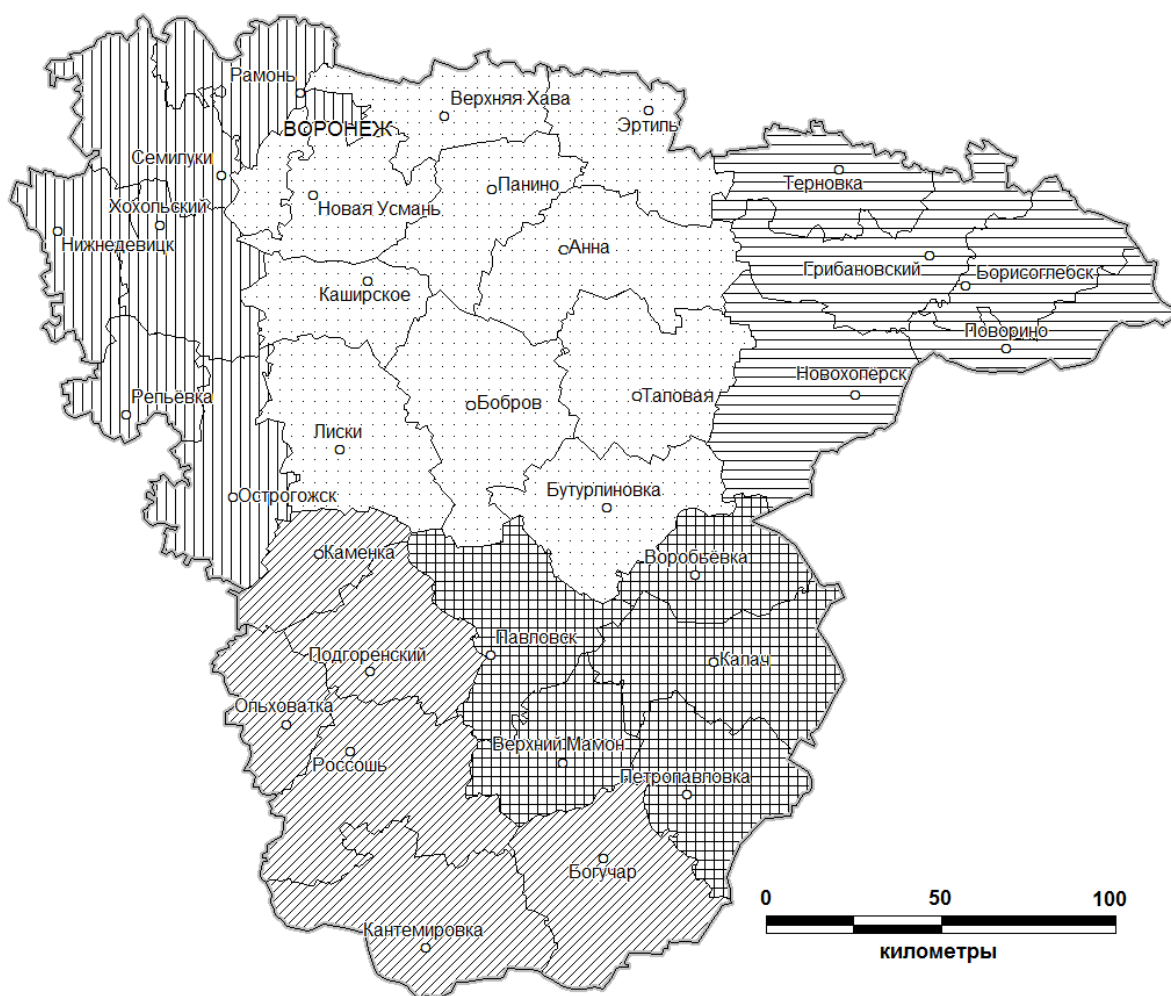 Рамонь
Верхняя Хава
Эртиль
ВОРОНЕЖ
Семилуки
Терновка
Панино
Хохольский
Новая Усмань
Нижнедевицк
Анна
Грибановский
Борисоглебск
Каширское
Поворино
Новохоперск
Репьёвка
Бобров
Таловая
Лиски
Бутурлиновка
Острогожск
Каменка
Воробьёвка
Павловск
Подгоренский
Калач
Ольховатка
Верхний Мамон
Россошь
Петропавловка
Богучар
Кантемировка
0 50 100
километры